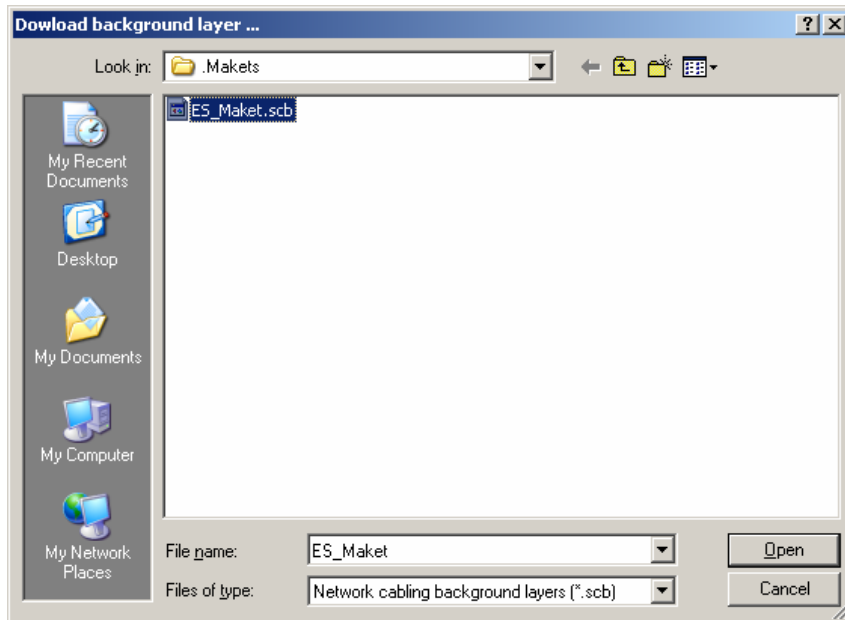 Dowload background layer ...
Look in:
.Makets
ES_Maket.scb
My Recent
Documents
Desktop
My Documents
My Computer
My Network
Places
File name:
ES_Maket
Open
Files of type:
Network cabling background layers (*.scb)
Cancel